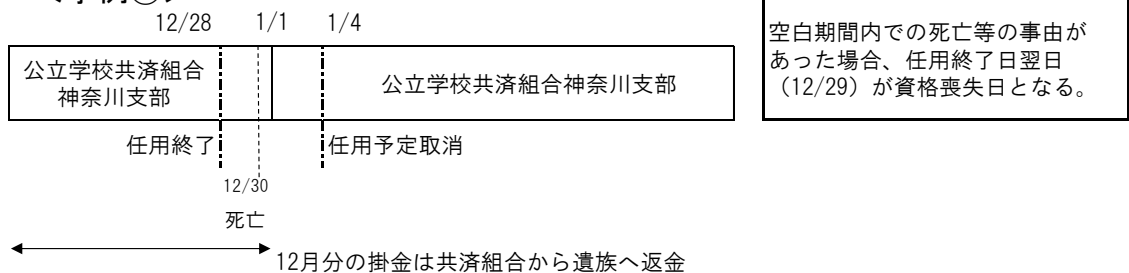 12/28 1/1 1/4
公立学校共済組合
神奈川支部
公立学校共済組合神奈川支部
任用終了
任用予定取消
12/30
死亡
12月分の掛金は共済組合から遺族へ返金
空白期間内での死亡等の事由が
あった場合、任用終了日翌日
（12/29）が資格喪失日となる。